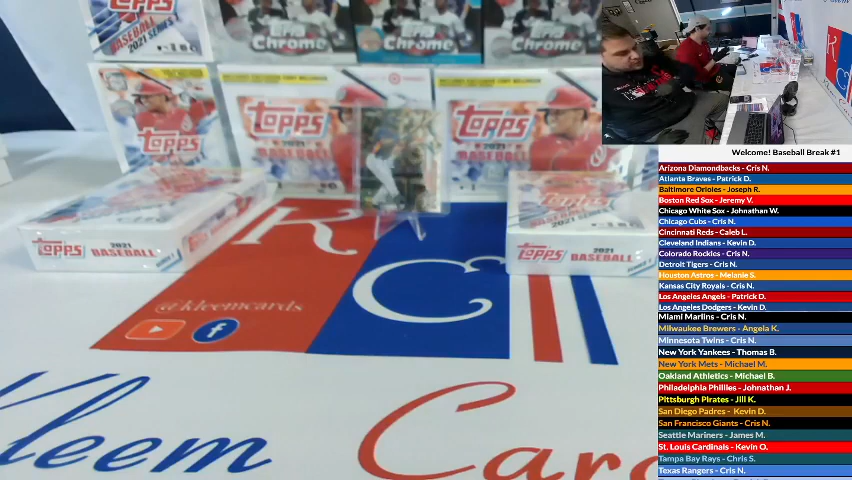 BASEBALL
2021 SERIES
Topps
Chrome
Topps
Chrome
Topps
Chrome
TOPPS
TOPPS
2021
BASEBALL
TOPPS
2021
BASEBALL
TOPPS
2021
BASEBALL
TOPPS
2021
BASEBALL
K
C
@kleemcards
Kleem
Card
Welcome! Baseball Break #1
Arizona Diamondbacks - Cris N.
Atlanta Braves - Patrick D.
Baltimore Orioles - Joseph R.
Boston Red Sox - Jeremy V.
Chicago White Sox - Johnathan W.
Chicago Cubs - Cris N.
Cincinnati Reds - Caleb L.
Cleveland Indians - Kevin D.
Colorado Rockies - Cris N.
Detroit Tigers - Cris N.
Houston Astros - Melanie S.
Kansas City Royals - Cris N.
Los Angeles Angels - Patrick D.
Los Angeles Dodgers - Kevin D.
Miami Marlins - Cris N.
Milwaukee Brewers - Angela K.
Minnesota Twins - Cris N.
New York Yankees - Thomas B.
New York Mets - Michael M.
Oakland Athletics - Michael B.
Philadelphia Phillies - Johnathan J.
Pittsburgh Pirates - Jill K.
San Diego Padres - Kevin D.
San Francisco Giants - Cris N.
Seattle Mariners - James M.
St. Louis Cardinals - Kevin O.
Tampa Bay Rays - Chris S.
Texas Rangers - Cris N.